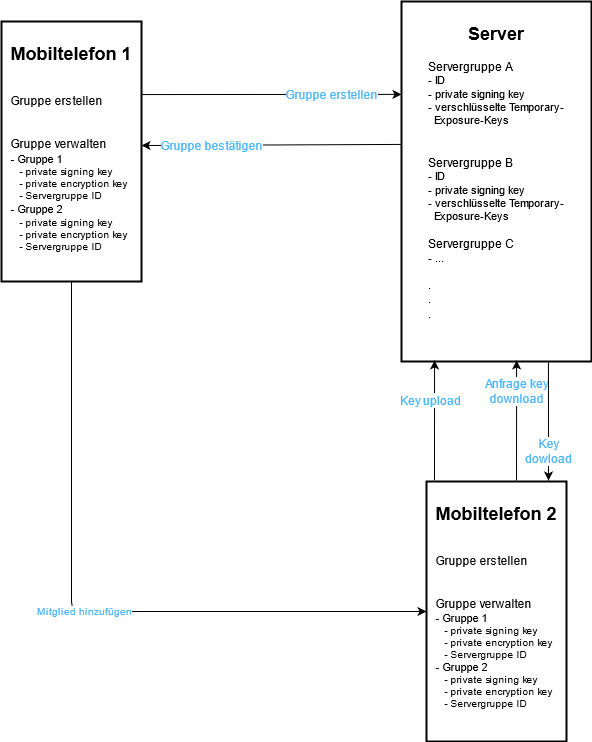 Mobiltelefon 1
Gruppe erstellen
Gruppe verwalten
- Gruppe 1
- private signing key
- private encryption key
- Servergruppe ID
- Gruppe 2
- private signing key
- private encryption key
- Servergruppe ID
Gruppe erstellen
Gruppe bestätigen
Server
Servergruppe A
- ID
- private signing key
- verschlüsselte Temporary-
Exposure-Keys
Servergruppe B
- ID
- private signing key
- verschlüsselte Temporary-
Exposure-Keys
Servergruppe C
- ...
.
.
.
Key upload
Anfrage key
download
Key
dowload
Mitglied hinzufügen
Mobiltelefon 2
Gruppe erstellen
Gruppe verwalten
- Gruppe 1
- private signing key
- private encryption key
- Servergruppe ID
- Gruppe 2
- private signing key
- private encryption key
- Servergruppe ID